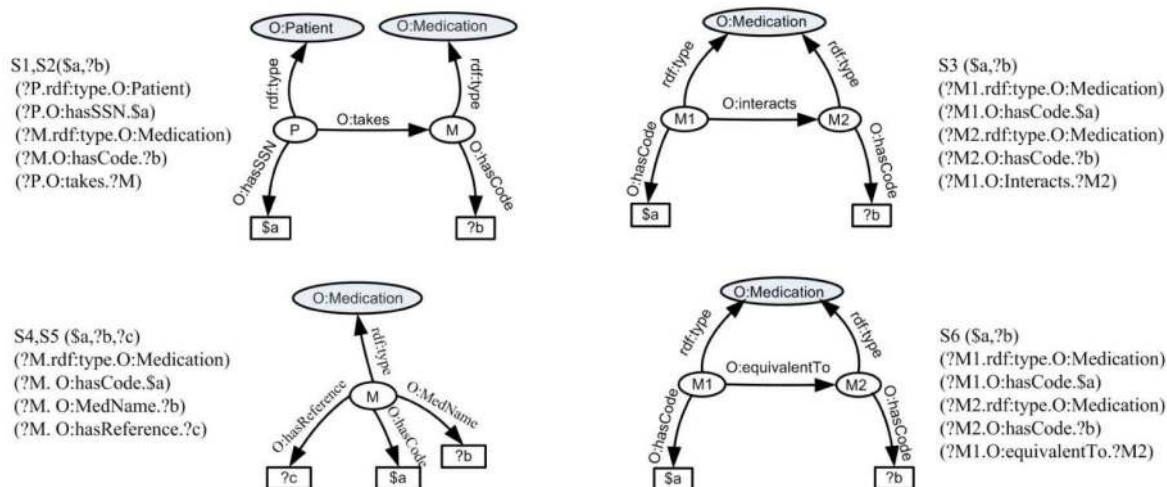 O:Patient
O:Medication
S1,S2($a,?b)
(?P.rdf:type.O:Patient)
(?P.O:hasSSN.$a)
(?M.rdf:type.O:Medication)
(?M.O:hasCode.?b)
(?P.O:takes.?M)
rdf:type
rdf:type
P
O:takes
M
O:hasSSN
O:hasCode
$a
?b
O:Medication
rdf:type
rdf:type
M1
O:interacts
M2
O:hasCode
O:hasCode
$a
?b
S3 ($a,?b)
(?M1.rdf:type.O:Medication)
(?M1.O:hasCode.$a)
(?M2.rdf:type.O:Medication)
(?M2.O:hasCode.?b)
(?M1.O:Interacts.?M2)
S4,S5 ($a,?b,?c)
(?M.rdf:type.O:Medication)
(?M. O:hasCode.$a)
(?M. O:MedName.?b)
(?M. O:hasReference.?c)
O:Medication
rdf:type
M
O:hasReference
O:hasCode
O:MedName
?c
$a
?b
O:Medication
rdf:type
rdf:type
M1
O:equivalentTo
M2
O:hasCode
O:hasCode
$a
?b
S6 ($a,?b)
(?M1.rdf:type.O:Medication)
(?M1.O:hasCode.$a)
(?M2.rdf:type.O:Medication)
(?M2.O:hasCode.?b)
(?M1.O:equivalentTo.?M2)